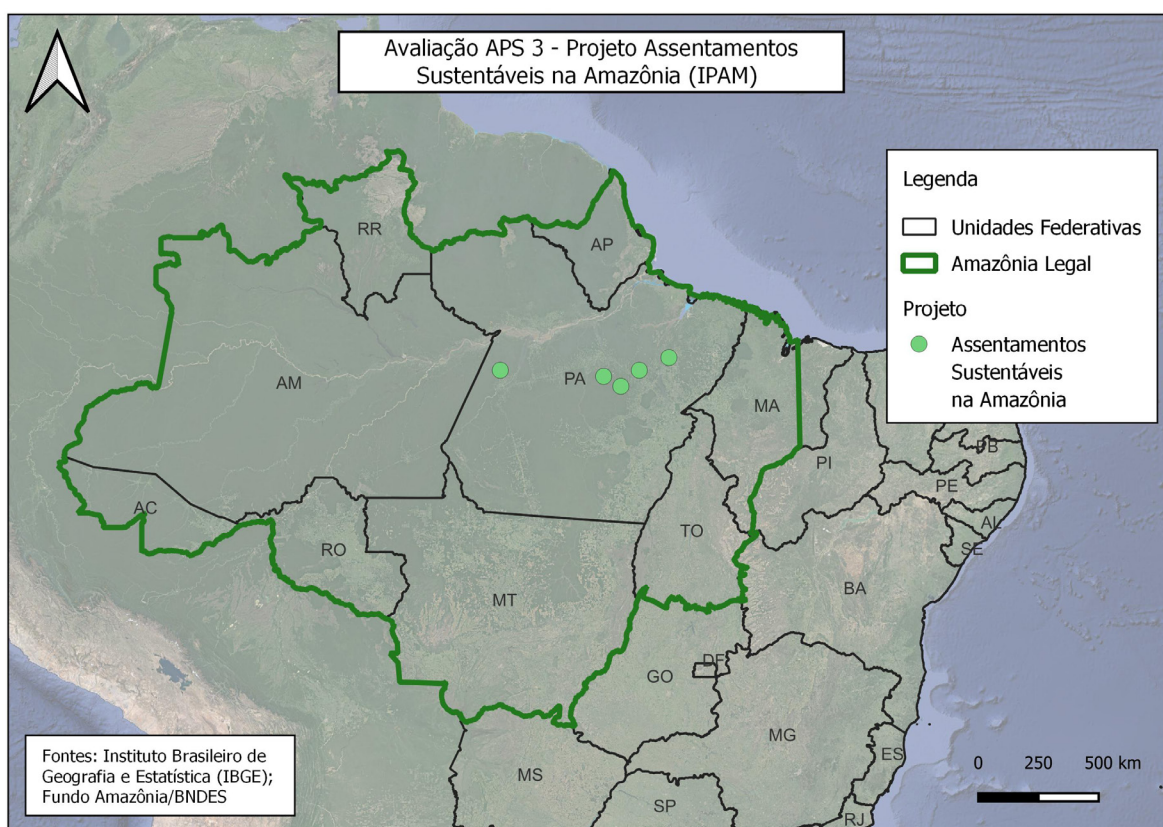 Avaliação APS 3 - Projeto Assentamentos
Sustentáveis na Amazônia (IPAM)
Legenda
Unidades Federativas
Amazônia Legal
Projeto
Assentamentos
Sustentáveis
na Amazônia
RR
AP
AM
PA
MA
PI
PB
PE
AL
SE
AC
RO
TO
BA
MT
DF
GO
MG
ES
MS
SP
RJ
Fontes: Instituto Brasileiro de
Geografia e Estatística (IBGE);
Fundo Amazônia/BNDES
0 250 500 km